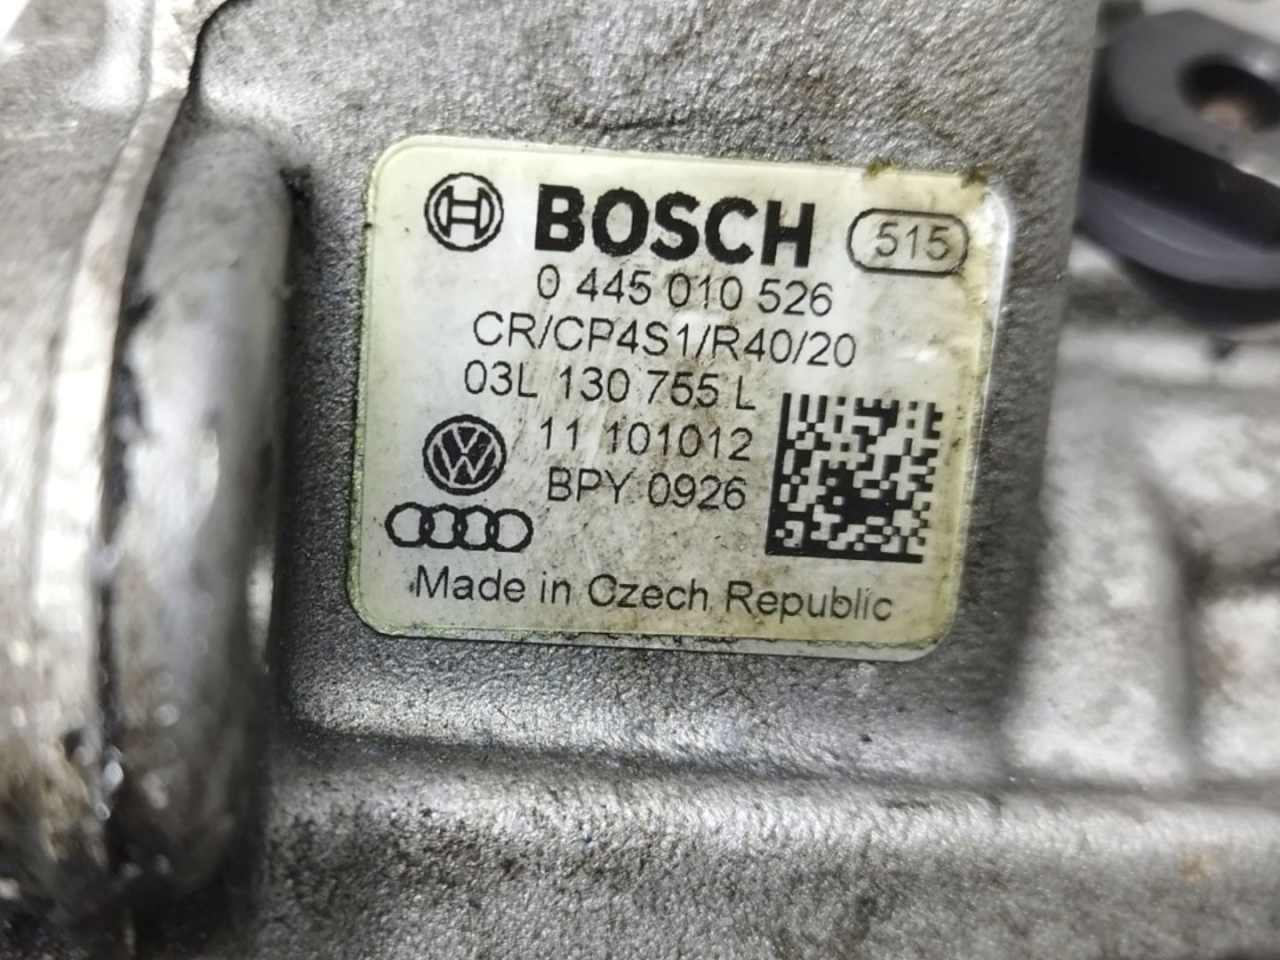 BOSCH 515
0 445 010 526
CR/CP4S1/R40/20
03L 130 755 L
11 101012
BPY 0926
Made in Czech Republic